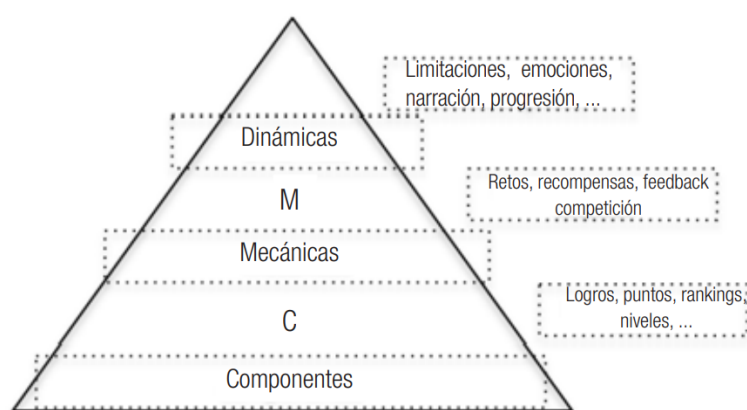 Limitaciones, emociones,
narración, progresión, ...
Dinámicas
M
Retos, recompensas, feedback
competición
Mecánicas
Logros, puntos, rankings,
niveles, ...
C
Componentes